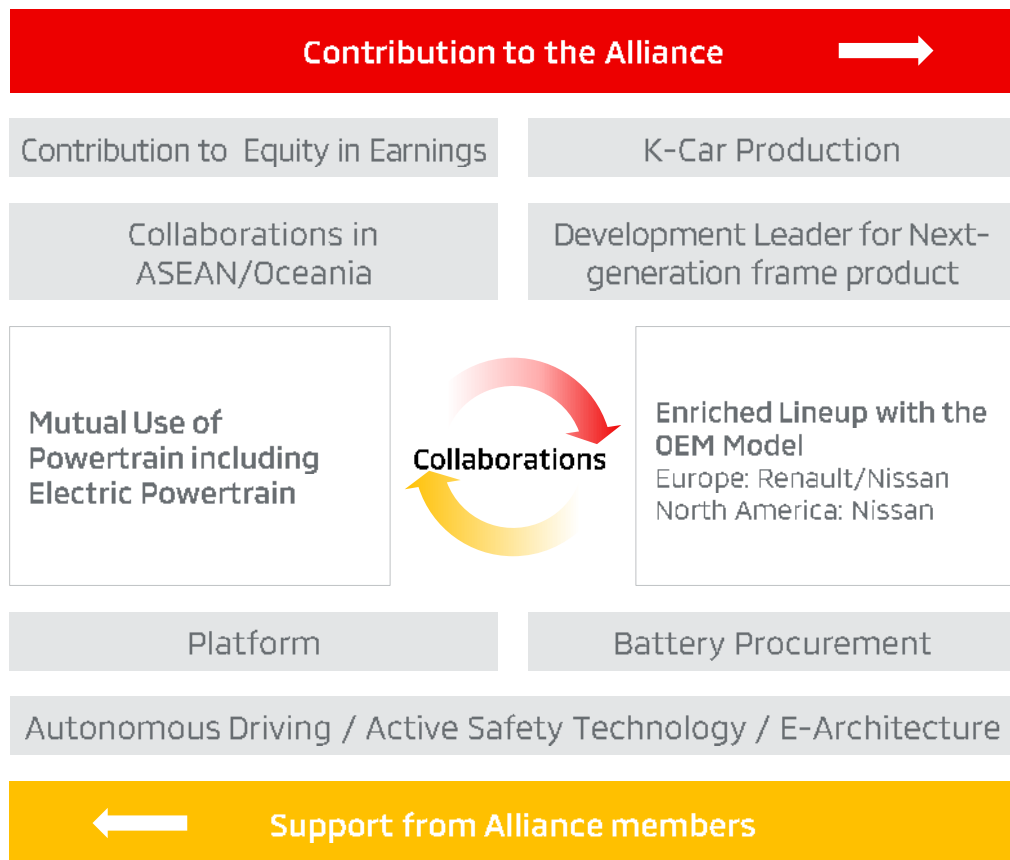 Contribution to the Alliance
Contribution to Equity in Earnings
K-Car Production
Collaborations in
ASEAN/Oceania
Development Leader for Next-
generation frame product
Mutual Use of
Powertrain including
Electric Powertrain
Collaborations
Enriched Lineup with the
OEM Model
Europe: Renault/Nissan
North America: Nissan
Platform
Battery Procurement
Autonomous Driving / Active Safety Technology / E-Architecture
Support from Alliance members